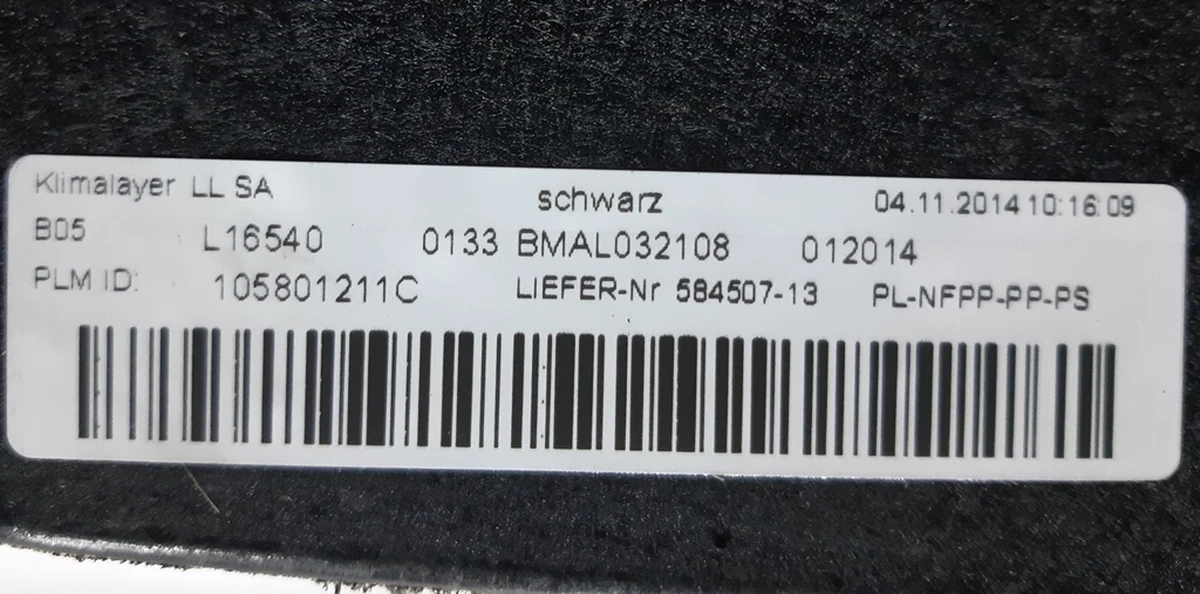 Klimalayer LL SA schwarz 04.11.2014 10:16:09
B05 L16540 0133 BMAL032108 012014
PLM ID: 105801211C LIEFER-Nr 584507-13 PL-NFPP-PP-PS